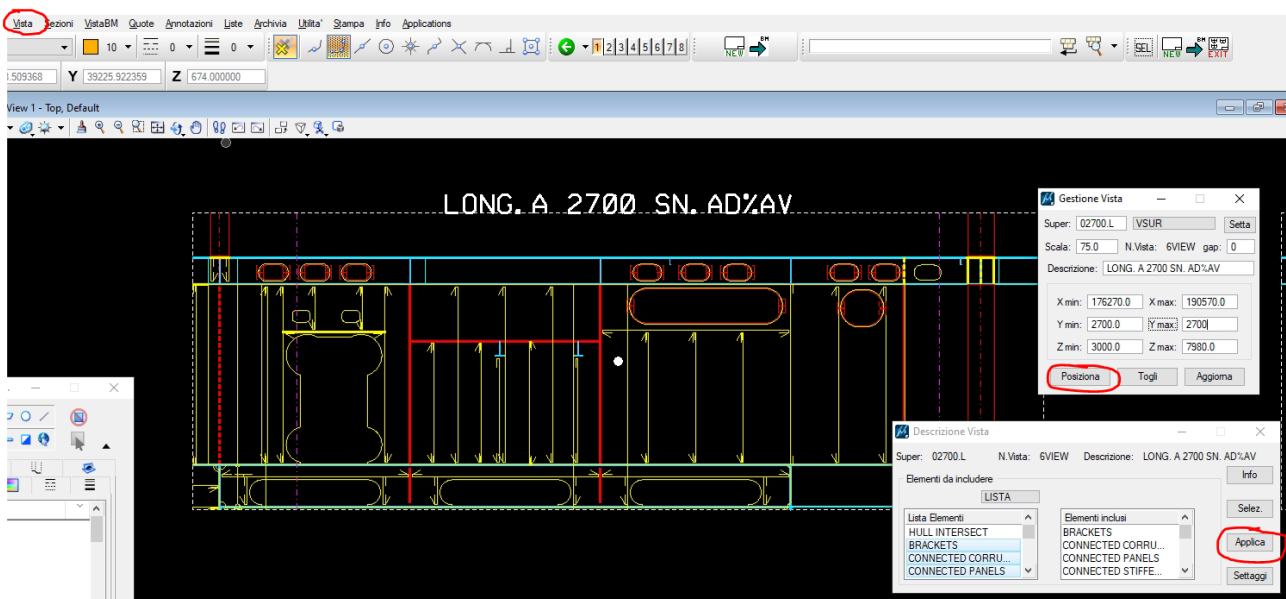 Vista Sezioni VistaBM Quote Annotazioni Liste Archivia Utilita' Stampa Info Applications
10 0 0 1 2 3 4 5 6 7 8 NEW BM SEL NEW BM EXIT
.509368 Y 39225.922359 Z 674.000000
View 1 - Top, Default
LONG. A 2700 SN. AD%AV
Gestione Vista
Super: 02700.L VSUR Setta
Scala: 75.0 N.Vista: 6VIEW gap: 0
Descrizione: LONG. A 2700 SN. AD%AV
X min: 176270.0 X max: 190570.0
Y min: 2700.0 Y max: 2700
Z min: 3000.0 Z max: 7980.0
Posiziona Togli Aggiorna
Descrizione Vista
Super: 02700.L N.Vista: 6VIEW Descrizione: LONG. A 2700 SN. AD%AV
Elementi da includere
Info
LISTA
Selez.
Lista Elementi
HULL INTERSECT
BRACKETS
CONNECTED CORRU...
CONNECTED PANELS
Elementi inclusi
BRACKETS
CONNECTED CORRU...
CONNECTED PANELS
CONNECTED STIFFE...
Applica
Settaggi